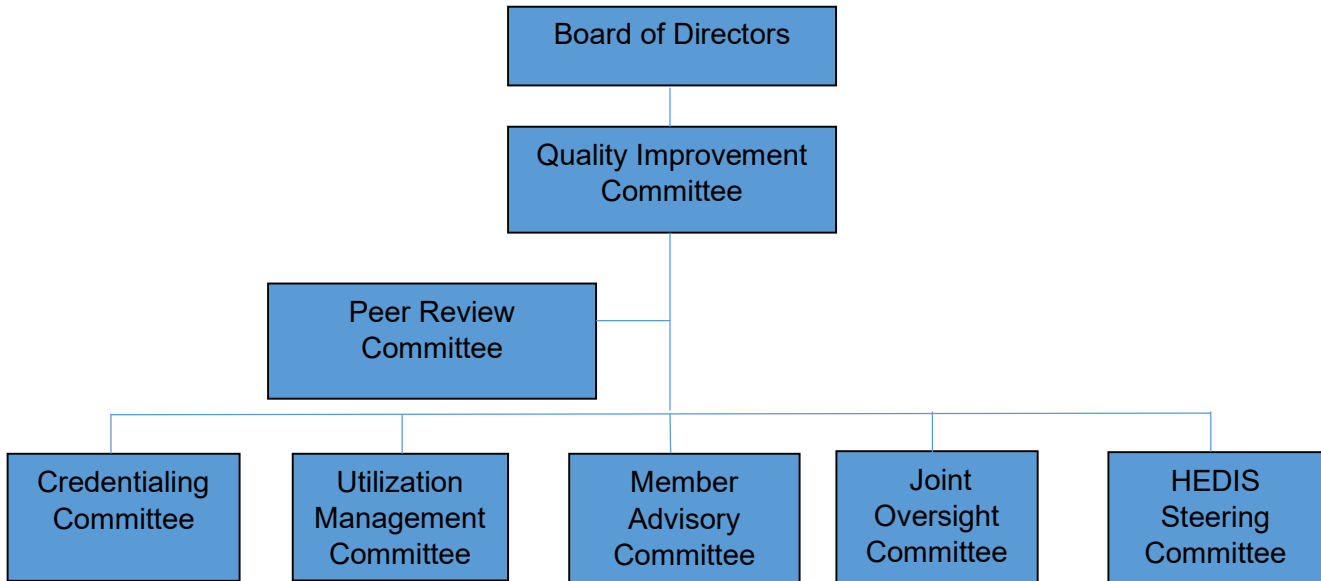 Board of Directors
Quality Improvement
Committee
Peer Review
Committee
Credentialing
Committee
Utilization
Management
Committee
Member
Advisory
Committee
Joint
Oversight
Committee
HEDIS
Steering
Committee